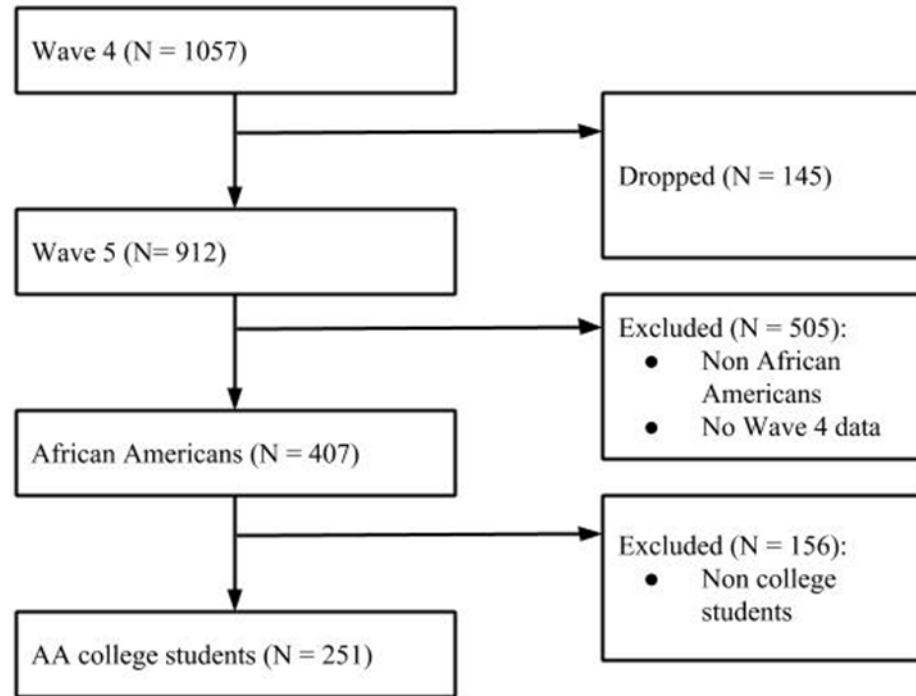 Wave 4 (N = 1057)
Dropped (N = 145)
Wave 5 (N= 912)
Excluded (N = 505):
● Non African
Americans
● No Wave 4 data
African Americans (N = 407)
Excluded (N = 156):
● Non college
students
AA college students (N = 251)